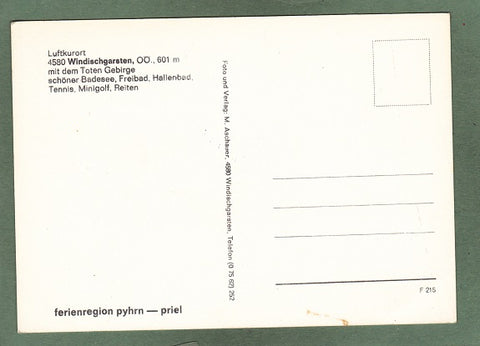 Luftkurort
4580 Windischgarsten, OÖ., 601 m
mit dem Toten Gebirge
schöner Badesee, Freibad, Hallenbad,
Tennis, Minigolf, Reiten
Foto und Verlag: M. Aschauer, 4580 Windischgarsten, Telefon (0 75 62) 252
F 215
ferienregion pyhrn — priel